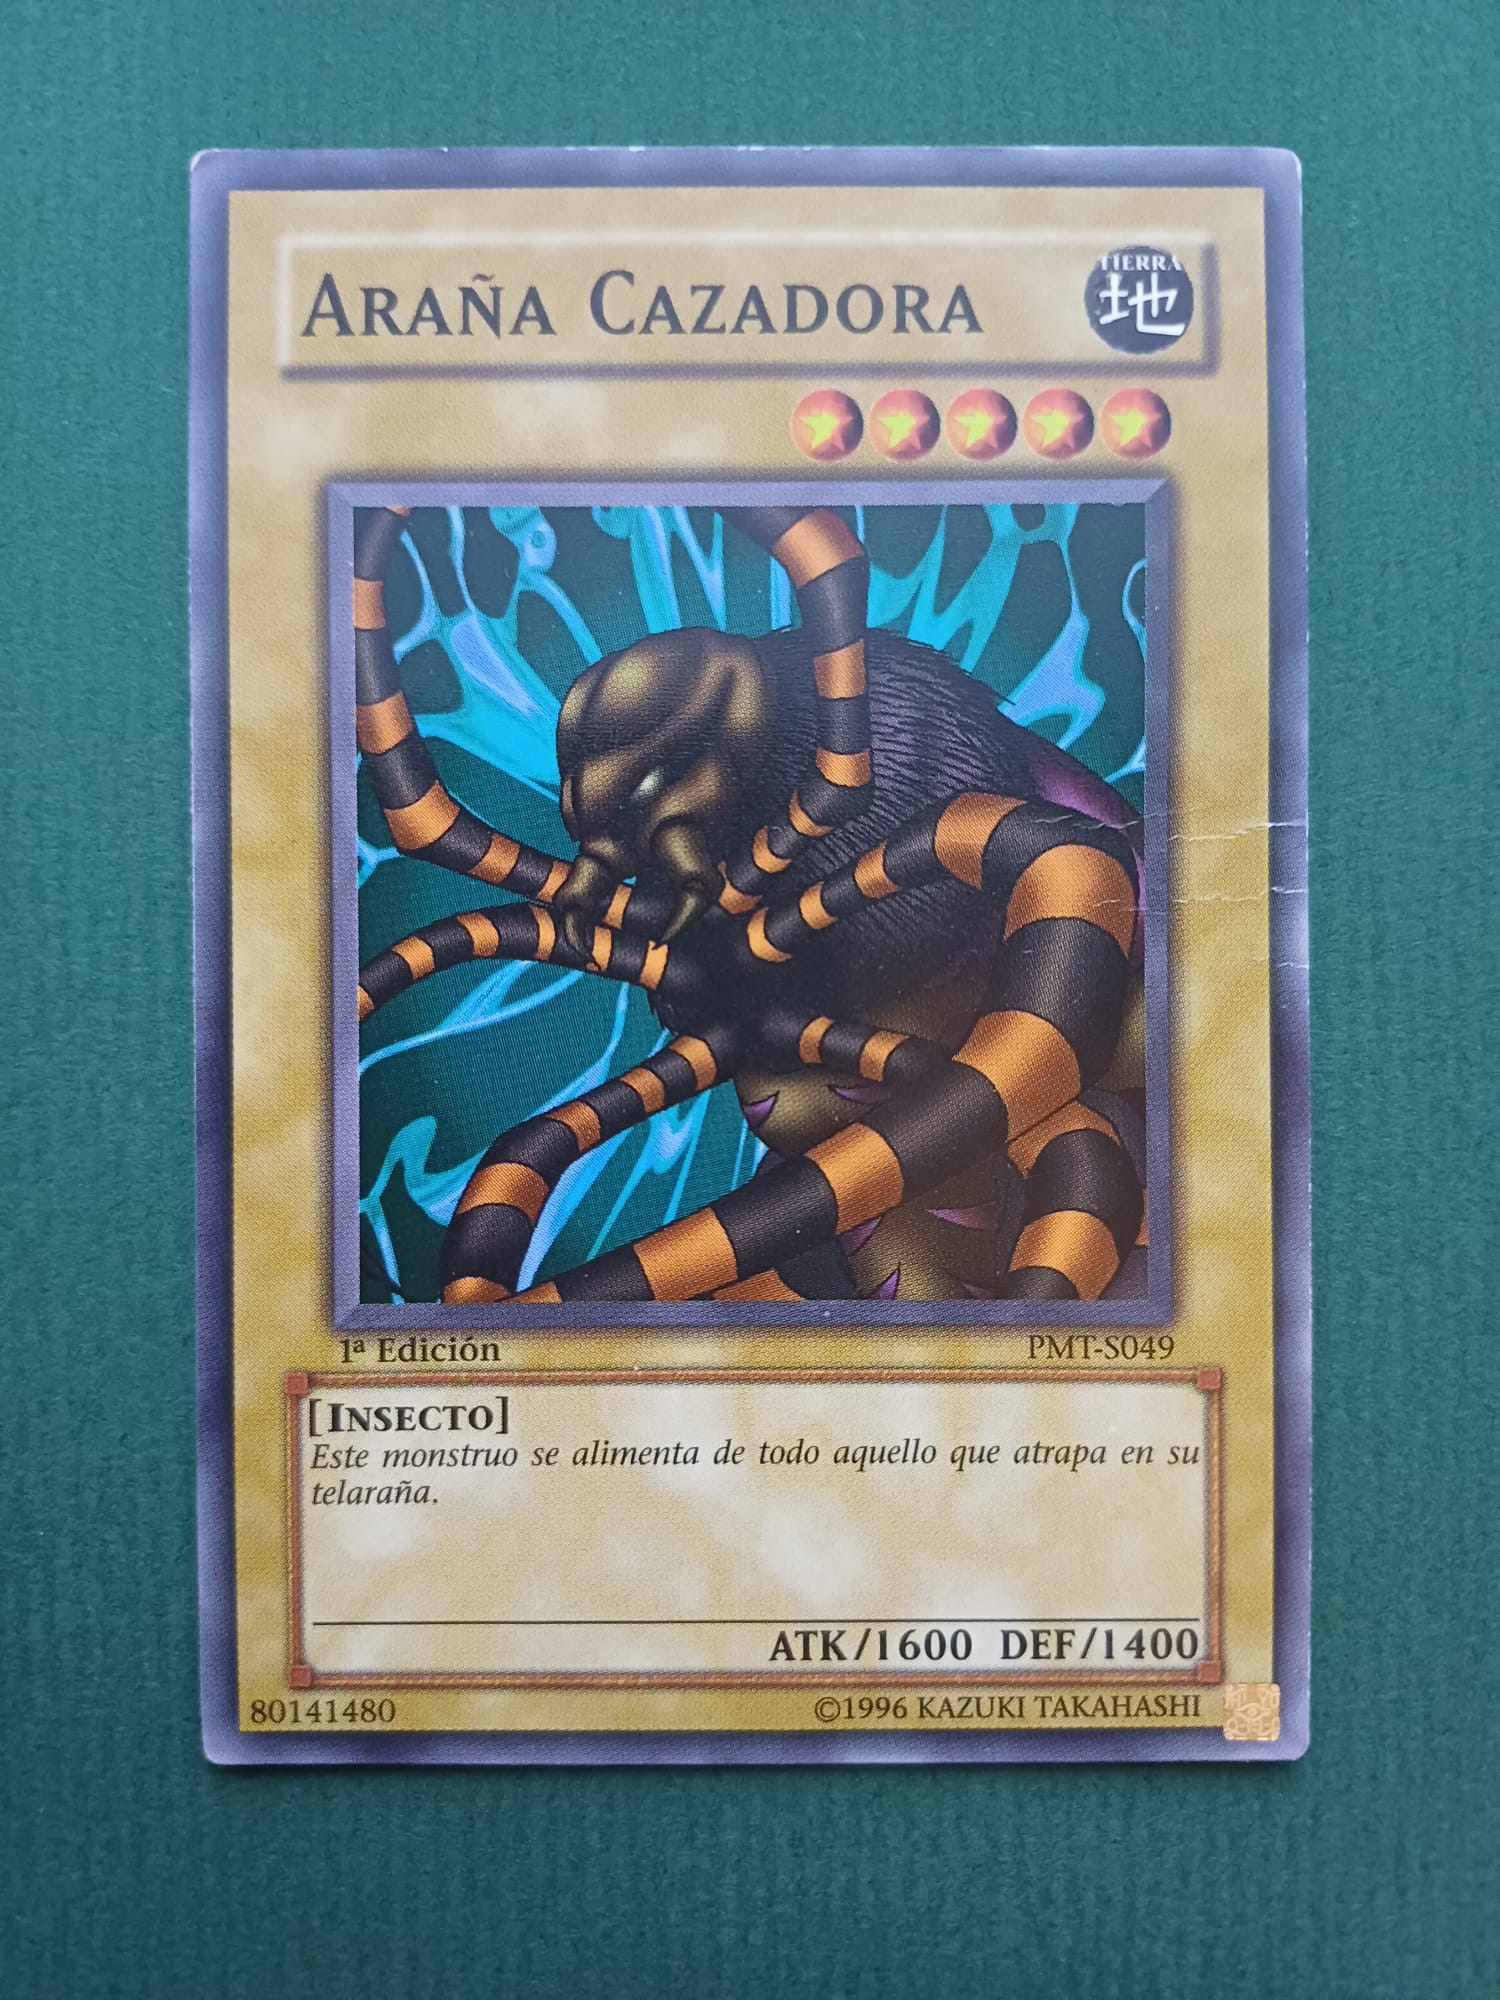 ARAÑA CAZADORA
TIERRA
地
1ª Edición
PMT-S049
[INSECTO]
Este monstruo se alimenta de todo aquello que atrapa en su
telaraña.
ATK/1600 DEF/1400
80141480
©1996 KAZUKI TAKAHASHI